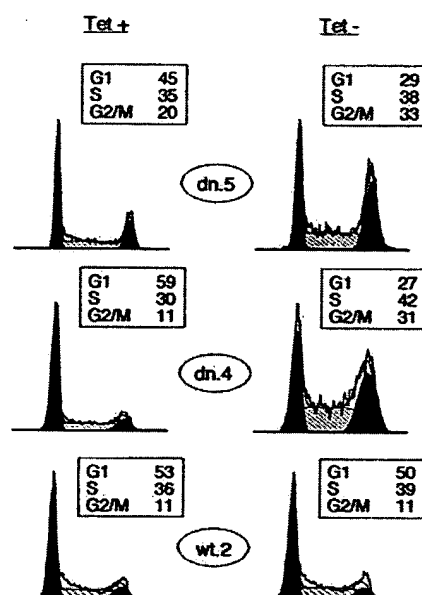 Tet + Tet -
G1 45
S 35
G2/M 20
G1 29
S 38
G2/M 33
dn.5
G1 59
S 30
G2/M 11
G1 27
S 42
G2/M 31
dn.4
G1 53
S 36
G2/M 11
G1 50
S 39
G2/M 11
wt.2